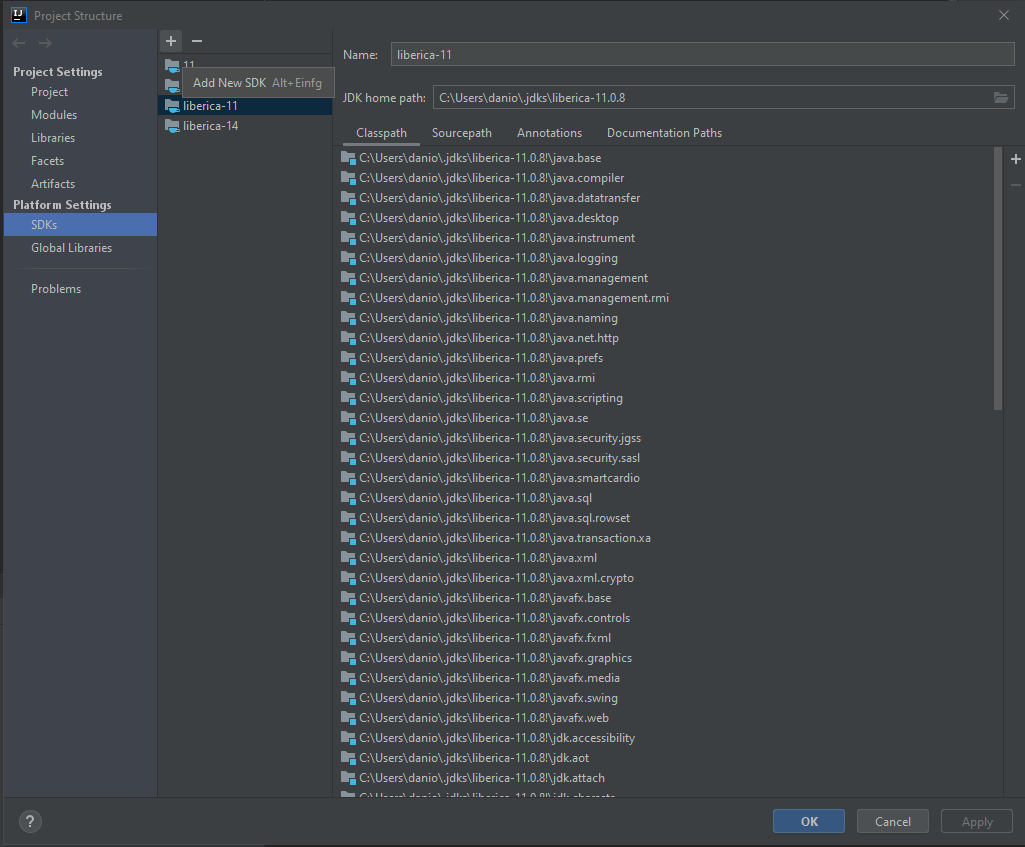 IJ
Project Structure
Project Settings
Project
Modules
Libraries
Facets
Artifacts
Platform Settings
SDKs
Global Libraries
Problems
11
Add New SDK Alt+Einfg
liberica-11
liberica-14
Name: liberica-11
JDK home path: C:\Users\danio\.jdks\liberica-11.0.8
Classpath Sourcepath Annotations Documentation Paths
C:\Users\danio\.jdks\liberica-11.0.8!\java.base
C:\Users\danio\.jdks\liberica-11.0.8!\java.compiler
C:\Users\danio\.jdks\liberica-11.0.8!\java.datatransfer
C:\Users\danio\.jdks\liberica-11.0.8!\java.desktop
C:\Users\danio\.jdks\liberica-11.0.8!\java.instrument
C:\Users\danio\.jdks\liberica-11.0.8!\java.logging
C:\Users\danio\.jdks\liberica-11.0.8!\java.management
C:\Users\danio\.jdks\liberica-11.0.8!\java.management.rmi
C:\Users\danio\.jdks\liberica-11.0.8!\java.naming
C:\Users\danio\.jdks\liberica-11.0.8!\java.net.http
C:\Users\danio\.jdks\liberica-11.0.8!\java.prefs
C:\Users\danio\.jdks\liberica-11.0.8!\java.rmi
C:\Users\danio\.jdks\liberica-11.0.8!\java.scripting
C:\Users\danio\.jdks\liberica-11.0.8!\java.se
C:\Users\danio\.jdks\liberica-11.0.8!\java.security.jgss
C:\Users\danio\.jdks\liberica-11.0.8!\java.security.sasl
C:\Users\danio\.jdks\liberica-11.0.8!\java.smartcardio
C:\Users\danio\.jdks\liberica-11.0.8!\java.sql
C:\Users\danio\.jdks\liberica-11.0.8!\java.sql.rowset
C:\Users\danio\.jdks\liberica-11.0.8!\java.transaction.xa
C:\Users\danio\.jdks\liberica-11.0.8!\java.xml
C:\Users\danio\.jdks\liberica-11.0.8!\java.xml.crypto
C:\Users\danio\.jdks\liberica-11.0.8!\javafx.base
C:\Users\danio\.jdks\liberica-11.0.8!\javafx.controls
C:\Users\danio\.jdks\liberica-11.0.8!\javafx.fxml
C:\Users\danio\.jdks\liberica-11.0.8!\javafx.graphics
C:\Users\danio\.jdks\liberica-11.0.8!\javafx.media
C:\Users\danio\.jdks\liberica-11.0.8!\javafx.swing
C:\Users\danio\.jdks\liberica-11.0.8!\javafx.web
C:\Users\danio\.jdks\liberica-11.0.8!\jdk.accessibility
C:\Users\danio\.jdks\liberica-11.0.8!\jdk.aot
C:\Users\danio\.jdks\liberica-11.0.8!\jdk.attach
? OK Cancel Apply